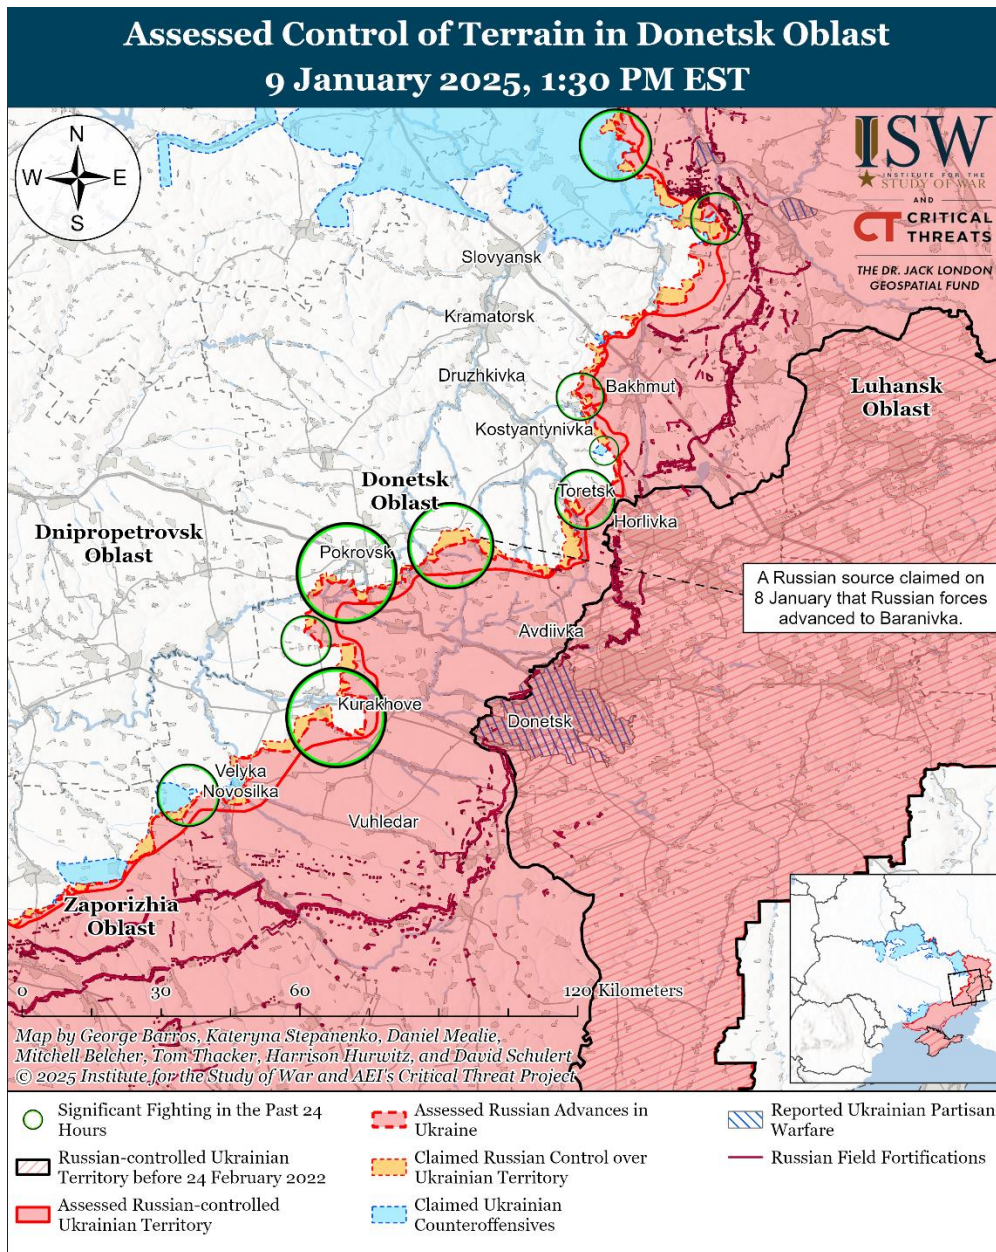 Assessed Control of Terrain in Donetsk Oblast
9 January 2025, 1:30 PM EST
N
W
E
S
ISW
INSTITUTE FOR THE
STUDY OF WAR
AND
CT CRITICAL
THREATS
THE DR. JACK LONDON
GEOSPATIAL FUND
Slovyansk
Kramatorsk
Druzhkivka
Bakhmut
Luhansk
Oblast
Kostyantynivka
Donetsk
Oblast
Toretsk
Horlivka
Dnipropetrovsk
Oblast
Pokrovsk
A Russian source claimed on
8 January that Russian forces
advanced to Baranivka.
Avdiivka
Kurakhove
Donetsk
Velyka
Novosilka
Vuhledar
Zaporizhia
Oblast
0
30
60
120 Kilometers
Map by George Barros, Kateryna Stepanenko, Daniel Mealie,
Mitchell Belcher, Tom Thacker, Harrison Hurwitz, and David Schulert
© 2025 Institute for the Study of War and AEI's Critical Threat Project
Significant Fighting in the Past 24
Hours
Russian-controlled Ukrainian
Territory before 24 February 2022
Assessed Russian-controlled
Ukrainian Territory
Assessed Russian Advances in
Ukraine
Claimed Russian Control over
Ukrainian Territory
Claimed Ukrainian
Counteroffensives
Reported Ukrainian Partisan
Warfare
Russian Field Fortifications